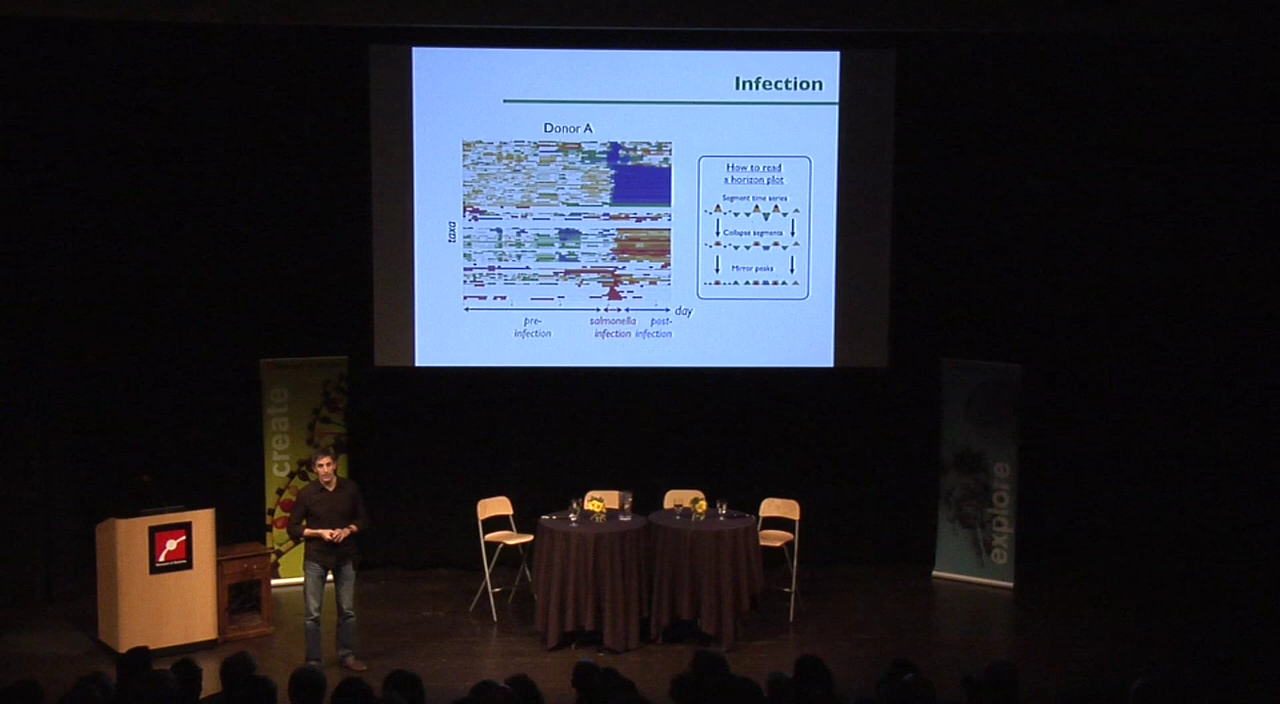 Infection
Donor A
How to read
a horizon plot
Segment time series
Collapse segments
Mirror peaks
taxa
day
pre-
infection
salmonella
infection
post-
infection
create
explore